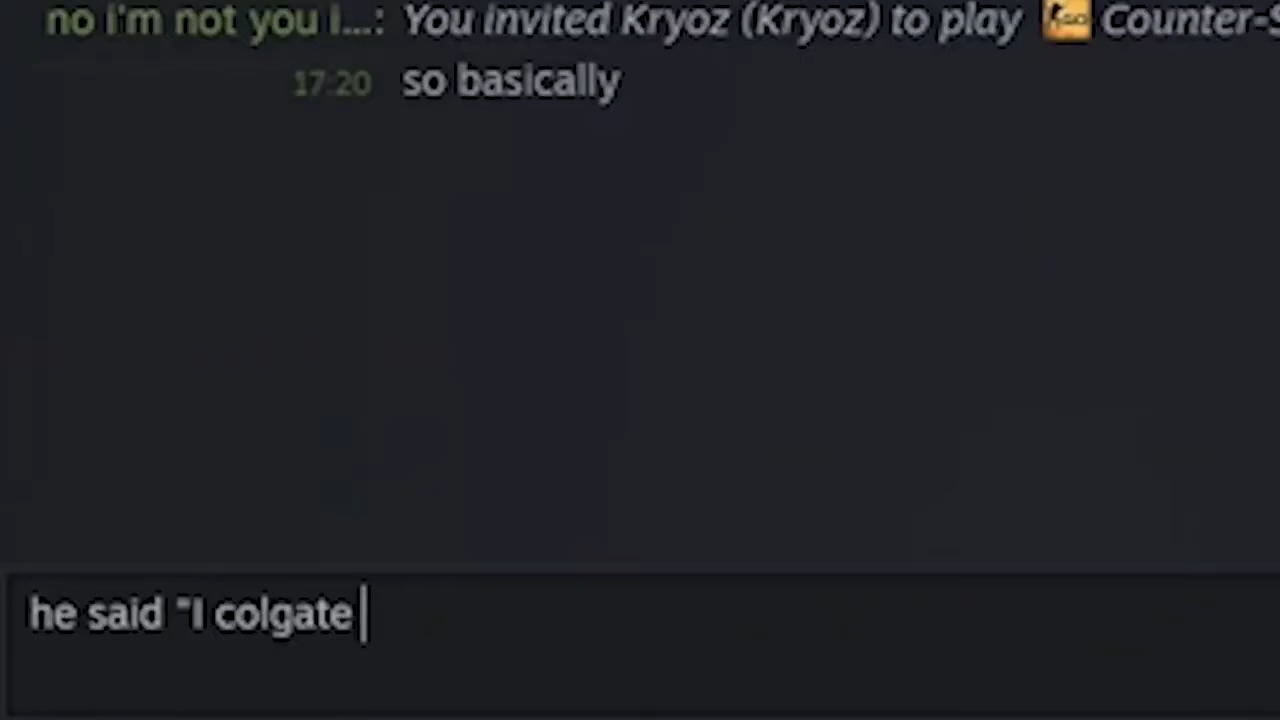 no I'm not you I...: You invited Kryoz (Kryoz) to play Counter-S
17:20 so basically
he said "I colgate